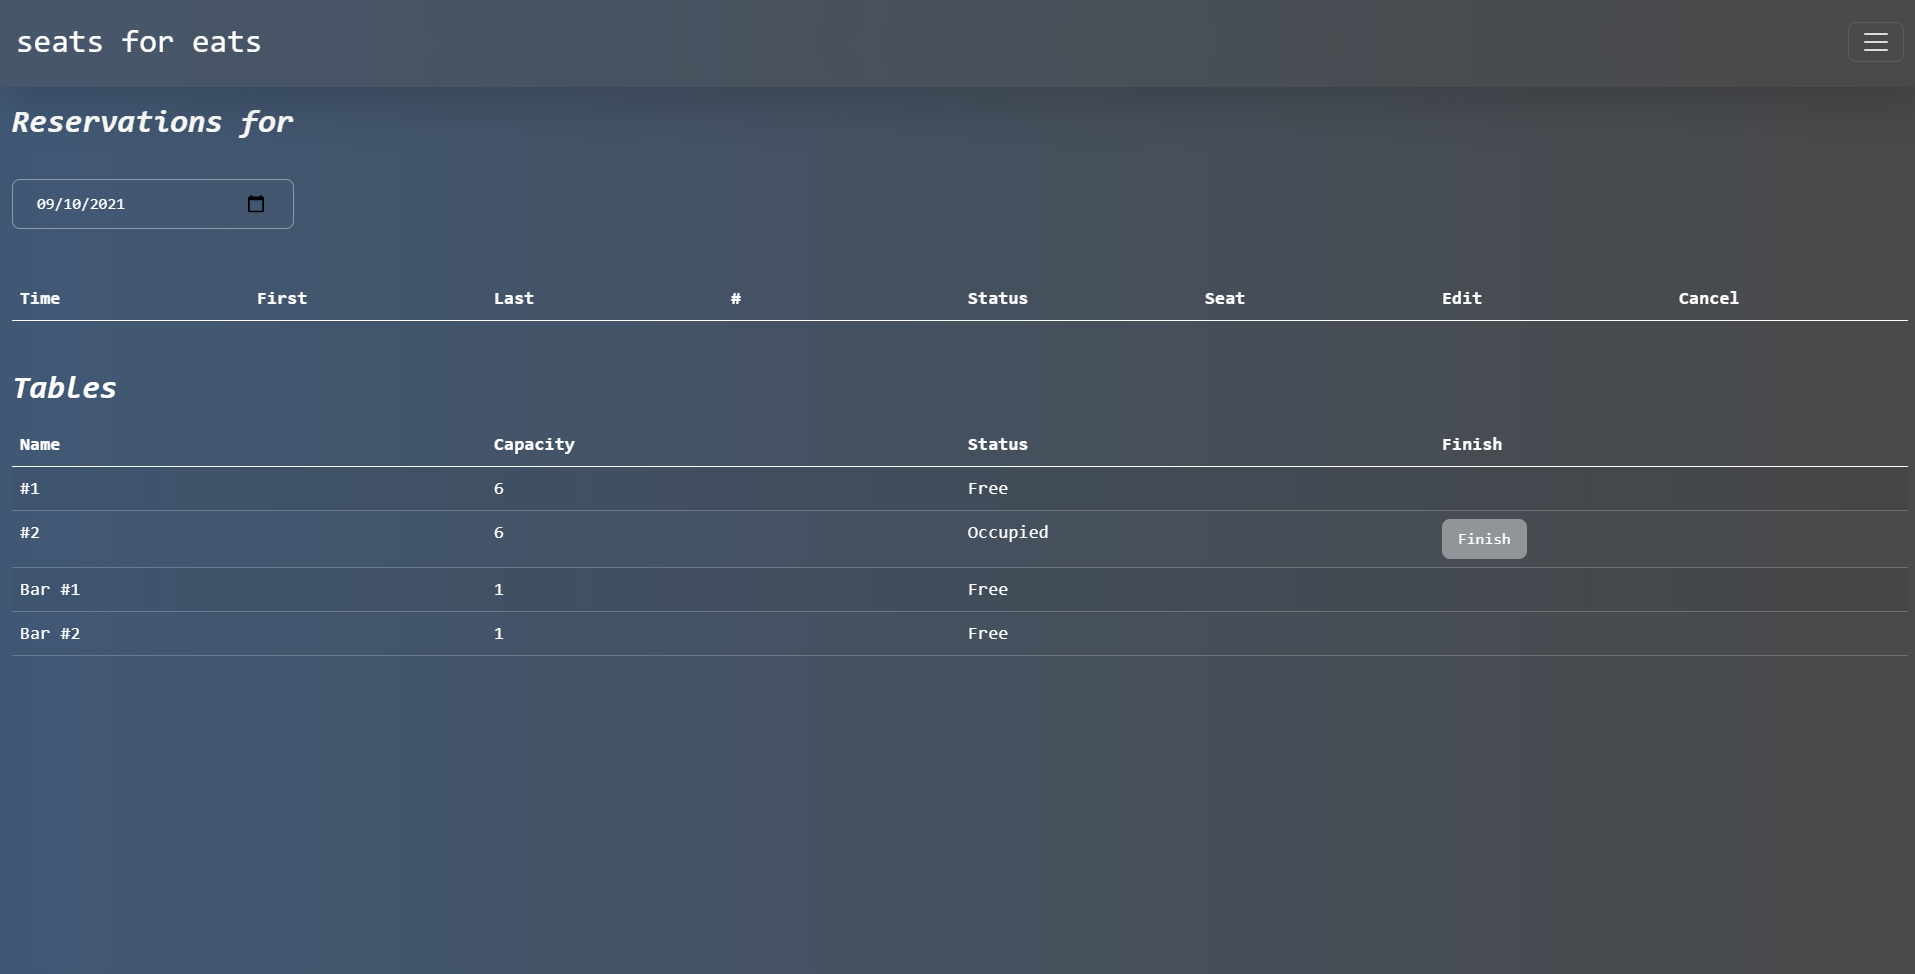 seats for eats
Reservations for
09/10/2021
Time First Last # Status Seat Edit Cancel
Tables
Name Capacity Status Finish
#1 6 Free
#2 6 Occupied Finish
Bar #1 1 Free
Bar #2 1 Free